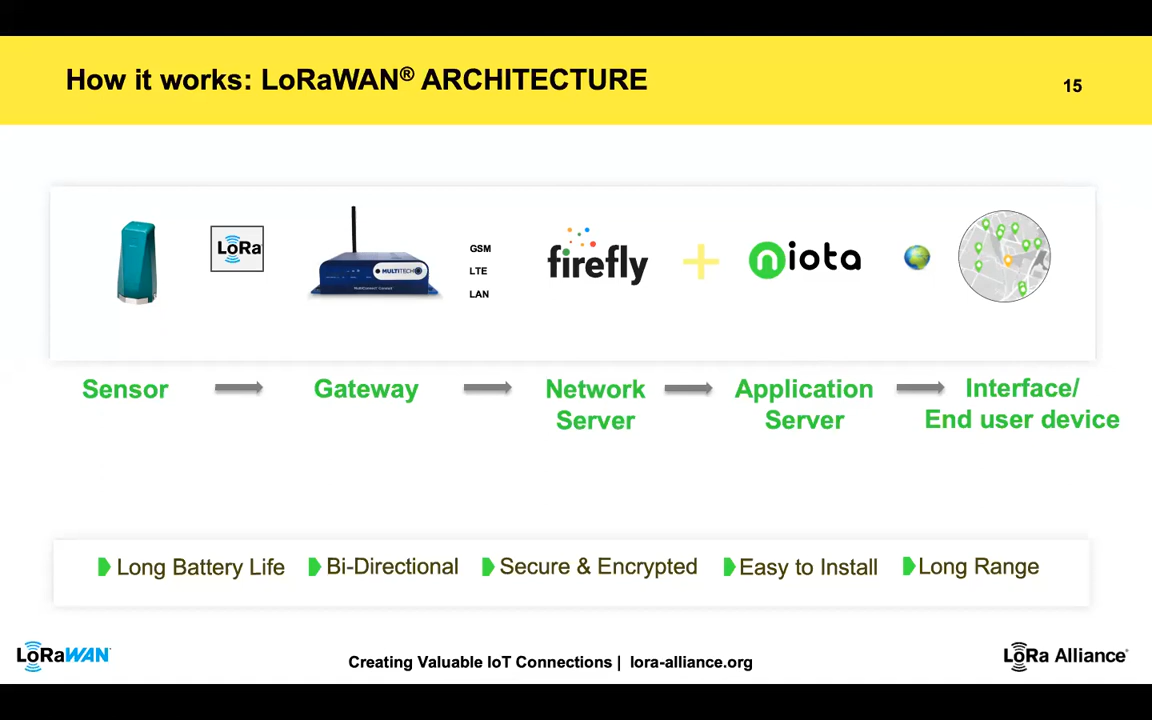 How it works: LoRaWAN® ARCHITECTURE
15
LoRa
MULTITECH
GSM
LTE
LAN
firefly
+
niota
Sensor
Gateway
Network
Server
Application
Server
Interface/
End user device
Long Battery Life
Bi-Directional
Secure & Encrypted
Easy to Install
Long Range
LoRaWAN
Creating Valuable IoT Connections | lora-alliance.org
LoRa Alliance